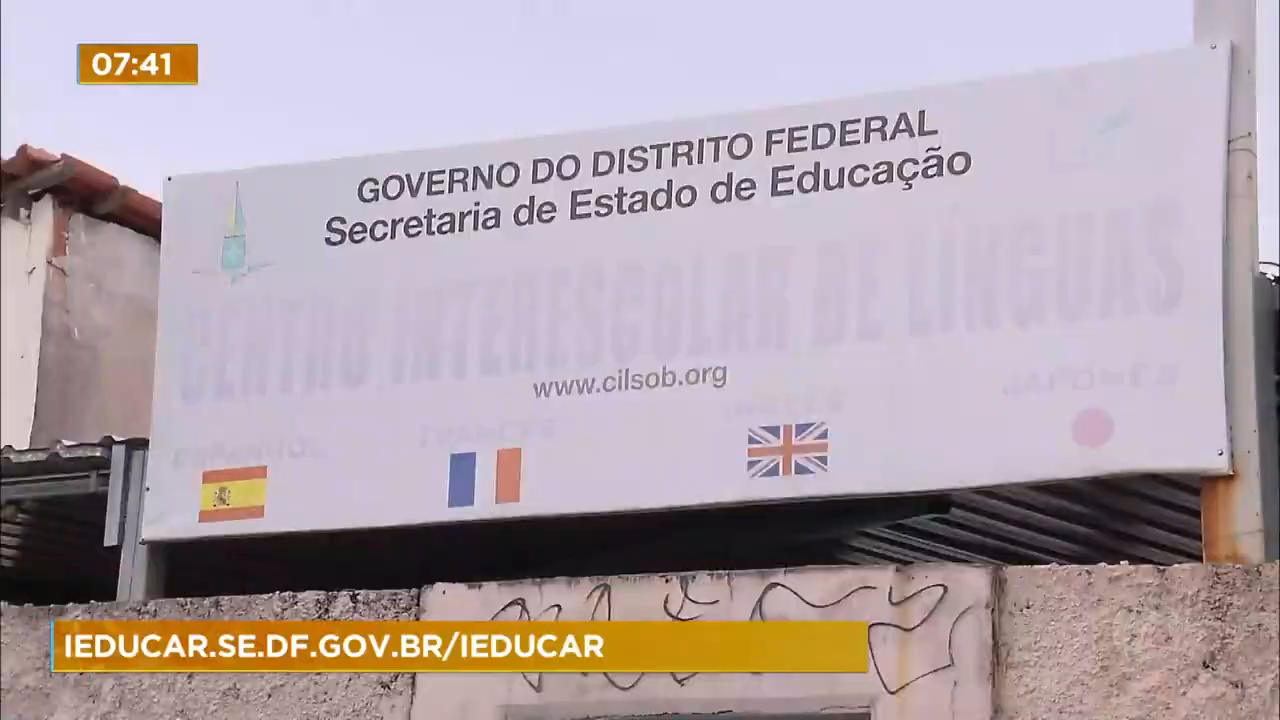 07:41
GOVERNO DO DISTRITO FEDERAL
Secretaria de Estado de Educação
CENTRO INTERESCOLAR DE LÍNGUAS
www.cilsob.org
ESPANHOL
IEDUCAR.SE.DF.GOV.BR/IEDUCAR